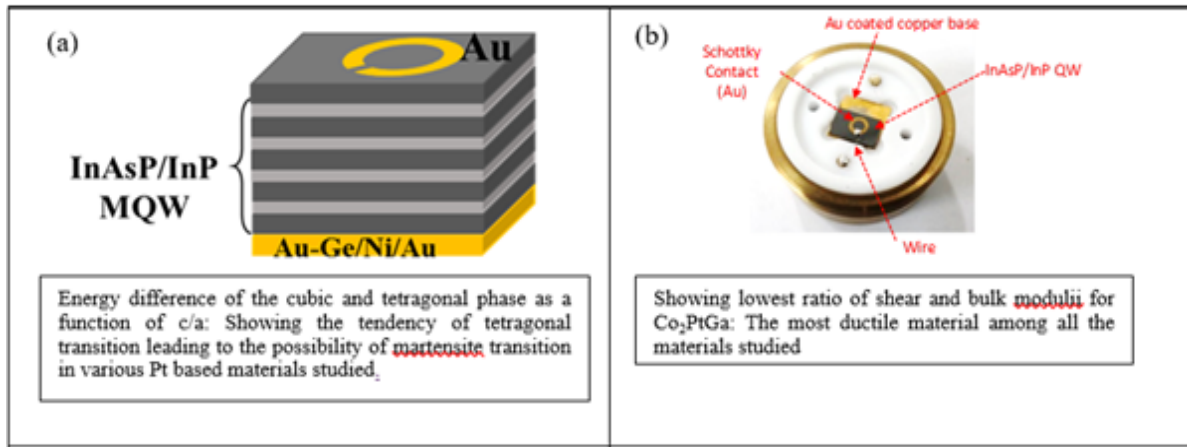 (a)
Au
InAsP/InP
MQW
Au-Ge/Ni/Au
Energy difference of the cubic and tetragonal phase as a
function of c/a: Showing the tendency of tetragonal
transition leading to the possibility of martensite transition
in various Pt based materials studied.
(b)
Au coated copper base
Schottky
Contact
(Au)
InAsP/InP QW
Wire
Showing lowest ratio of shear and bulk modulii for
Co₂PtGa: The most ductile material among all the
materials studied